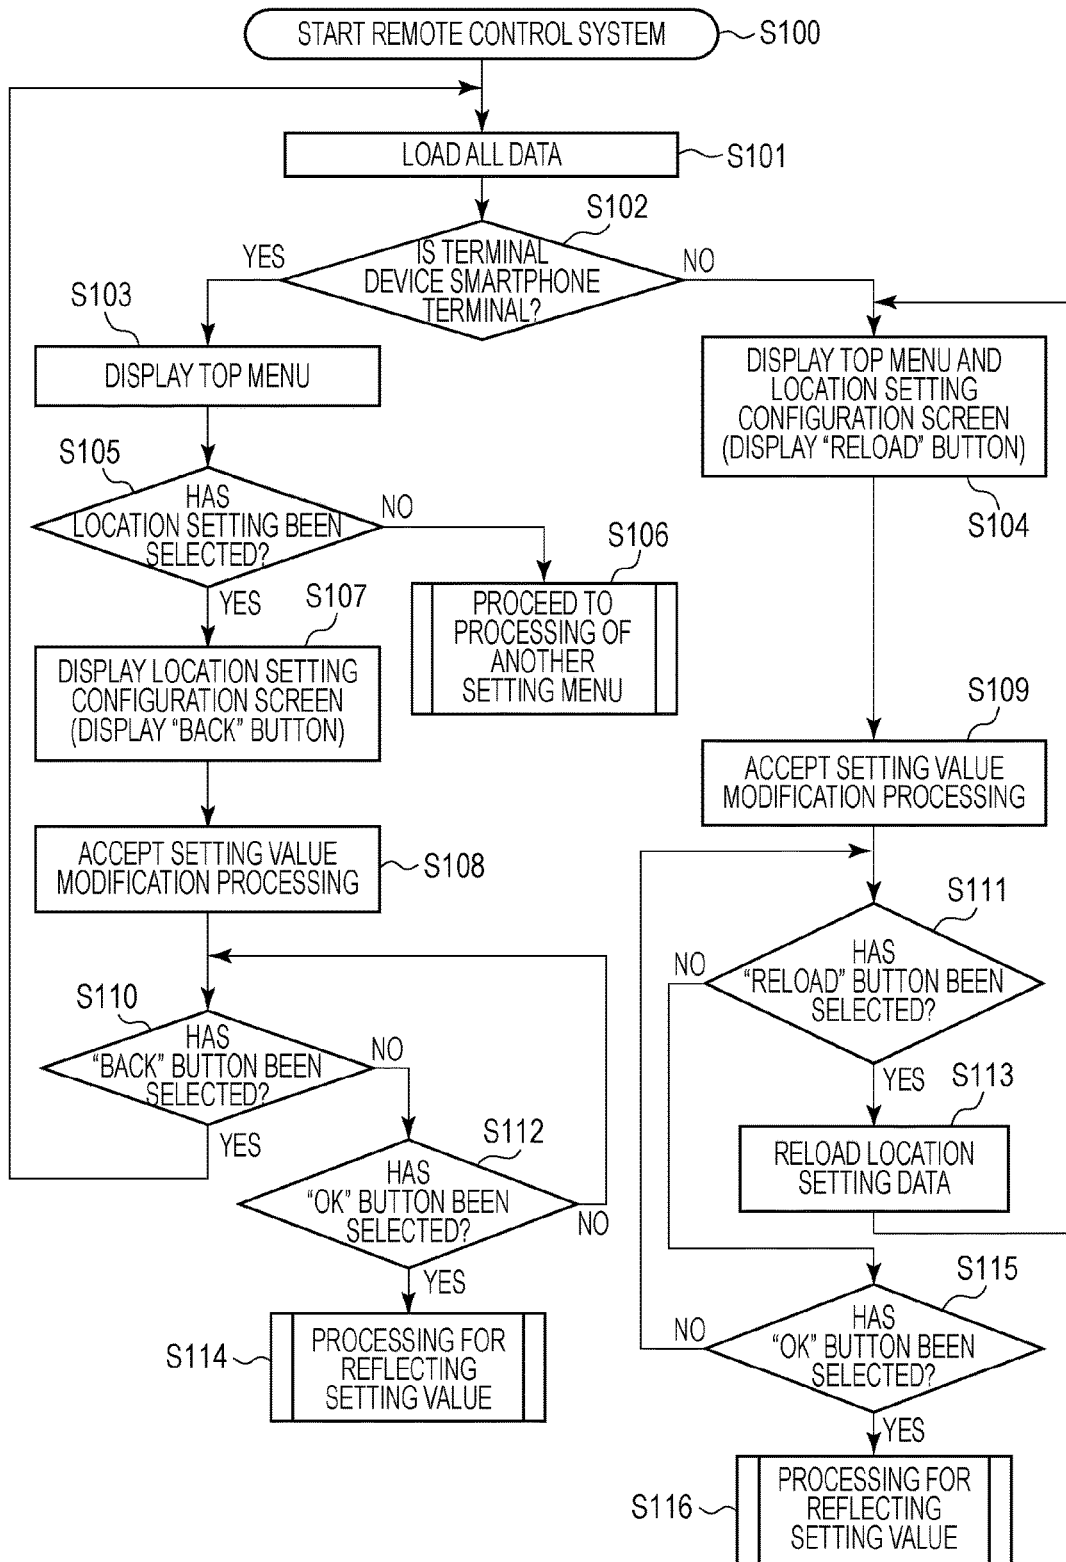 START REMOTE CONTROL SYSTEM
S100
LOAD ALL DATA
S101
S102
IS TERMINAL
DEVICE SMARTPHONE
TERMINAL?
YES
NO
S103
DISPLAY TOP MENU
DISPLAY TOP MENU AND
LOCATION SETTING
CONFIGURATION SCREEN
(DISPLAY “RELOAD” BUTTON)
S104
S105
HAS
LOCATION SETTING BEEN
SELECTED?
NO
YES
S106
PROCEED TO
PROCESSING OF
ANOTHER
SETTING MENU
S107
DISPLAY LOCATION SETTING
CONFIGURATION SCREEN
(DISPLAY “BACK” BUTTON)
S109
ACCEPT SETTING VALUE
MODIFICATION PROCESSING
ACCEPT SETTING VALUE
MODIFICATION PROCESSING
S108
S111
HAS
“RELOAD” BUTTON BEEN
SELECTED?
NO
YES
S110
HAS
“BACK” BUTTON BEEN
SELECTED?
NO
YES
S113
RELOAD LOCATION
SETTING DATA
S112
HAS
“OK” BUTTON BEEN
SELECTED?
NO
YES
S115
HAS
“OK” BUTTON BEEN
SELECTED?
NO
YES
S114
PROCESSING FOR
REFLECTING
SETTING VALUE
S116
PROCESSING FOR
REFLECTING
SETTING VALUE